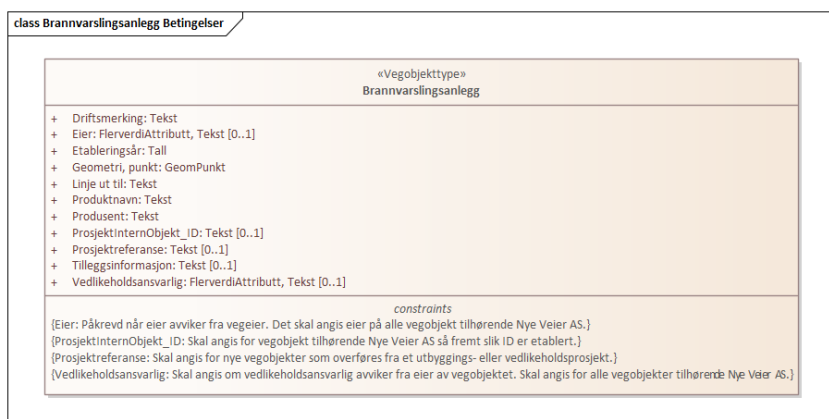 class Brannvarslingsanlegg Betingelser
«Vegobjekttype»
Brannvarslingsanlegg
+ Driftsmerking: Tekst
+ Eier: FlerverdiAttributt, Tekst [0..1]
+ Etableringsår: Tall
+ Geometri, punkt: GeomPunkt
+ Linje ut til: Tekst
+ Produktnavn: Tekst
+ Produsent: Tekst
+ ProsjektInternObjekt_ID: Tekst [0..1]
+ Prosjektreferanse: Tekst [0..1]
+ Tilleggsinformasjon: Tekst [0..1]
+ Vedlikeholdsansvarlig: FlerverdiAttributt, Tekst [0..1]
constraints
{Eier: Påkrevd når eier avviker fra vegeier. Det skal angis eier på alle vegobjekt tilhørende Nye Veier AS.}
{ProsjektInternObjekt_ID: Skal angis for vegobjekt tilhørende Nye Veier AS så fremt slik ID er etablert.}
{Prosjektreferanse: Skal angis for nye vegobjekter som overføres fra et utbyggings- eller vedlikeholdsprosjekt.}
{Vedlikeholdsansvarlig: Skal angis om vedlikeholdsansvarlig avviker fra eier av vegobjektet. Skal angis for alle vegobjekter tilhørende Nye Veier AS.}